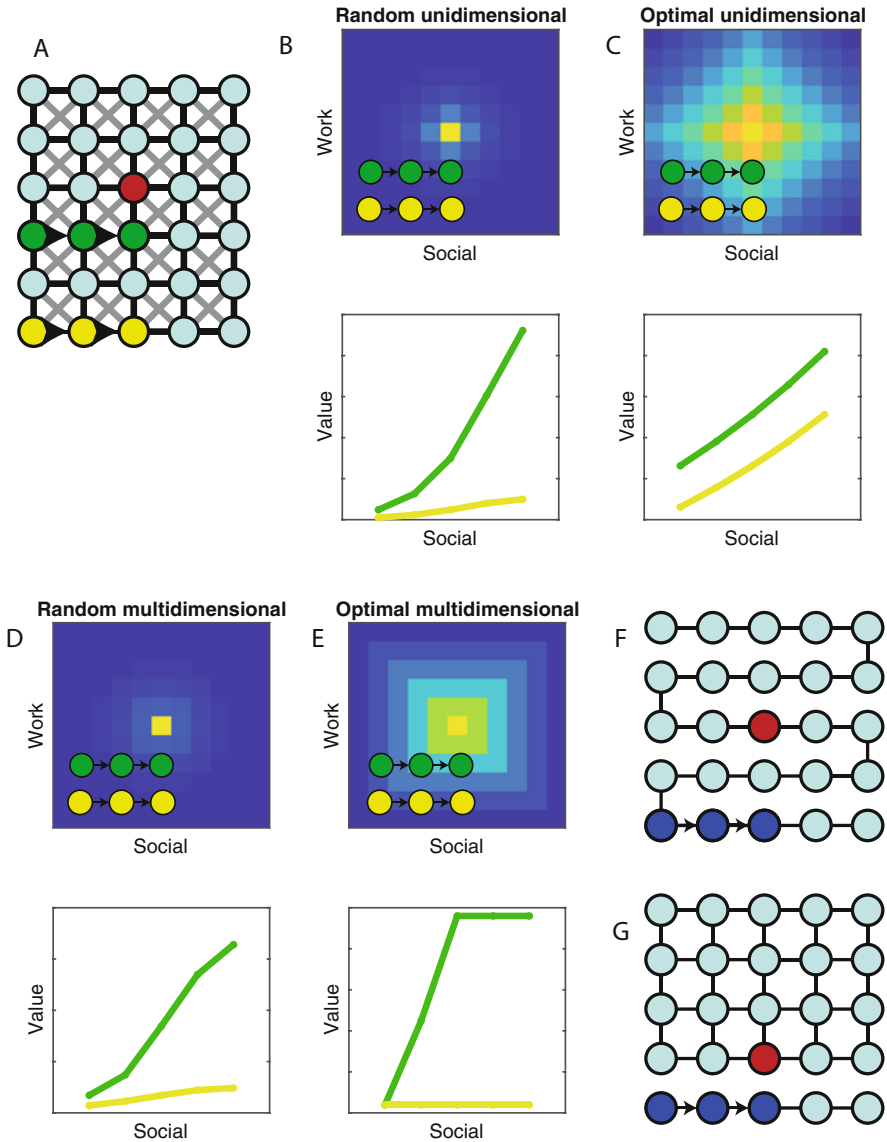 A
B
Random unidimensional
Work
Social
C
Optimal unidimensional
Work
Social
Value
Social
Value
Social
D
Random multidimensional
Work
Social
E
Optimal multidimensional
Work
Social
F
Value
Social
Value
Social
G